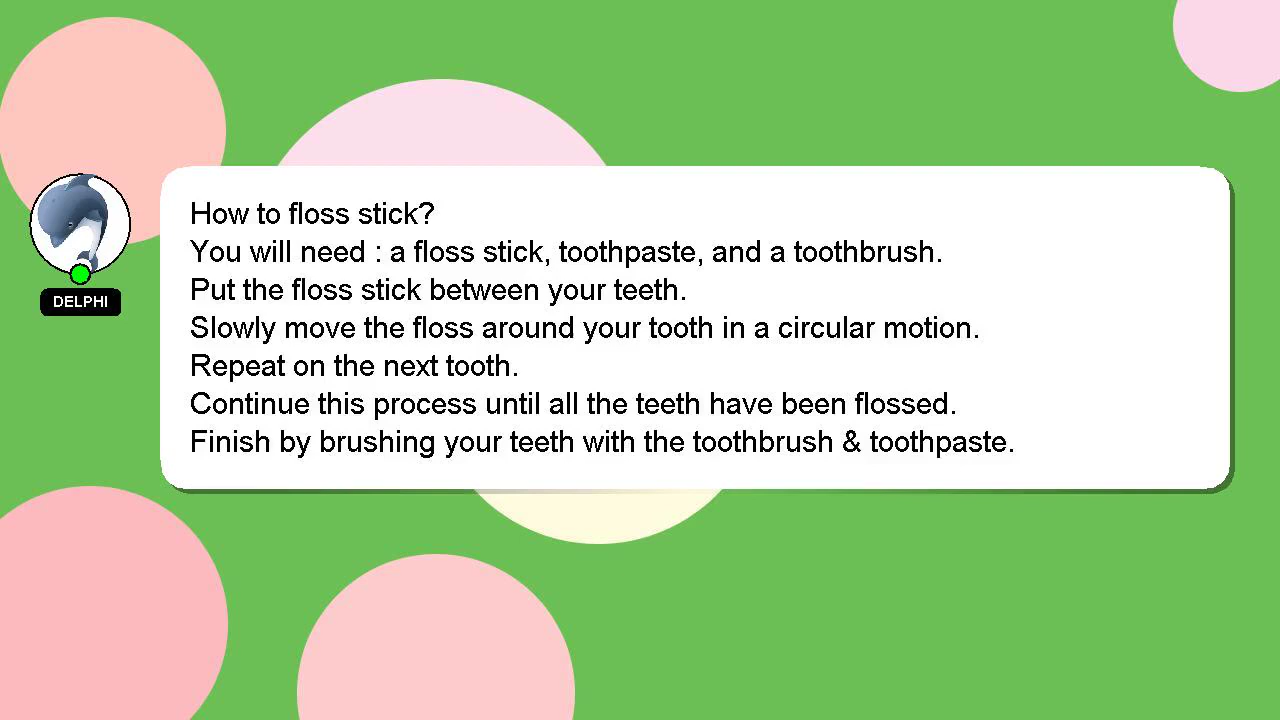 How to floss stick?
You will need : a floss stick, toothpaste, and a toothbrush.
Put the floss stick between your teeth.
Slowly move the floss around your tooth in a circular motion.
Repeat on the next tooth.
Continue this process until all the teeth have been flossed.
Finish by brushing your teeth with the toothbrush & toothpaste.
DELPHI